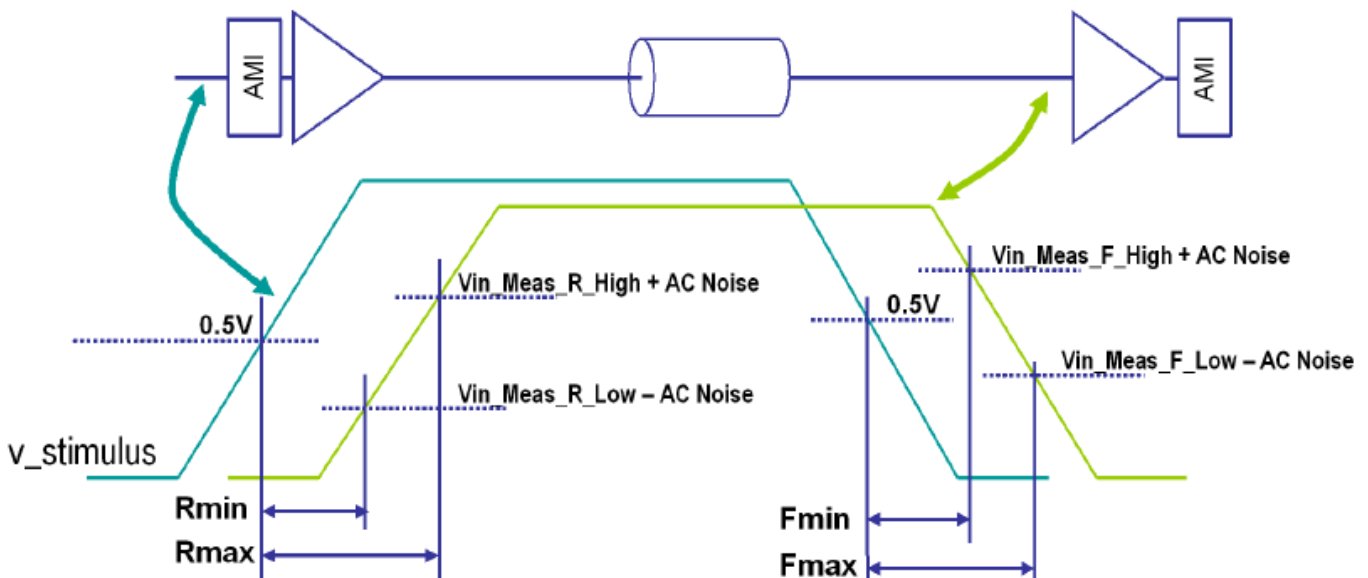 AMI
AMI
Vin_Meas_F_High + AC Noise
Vin_Meas_R_High + AC Noise
0.5V
0.5V
Vin_Meas_F_Low – AC Noise
Vin_Meas_R_Low – AC Noise
v_stimulus
Rmin
Fmin
Rmax
Fmax